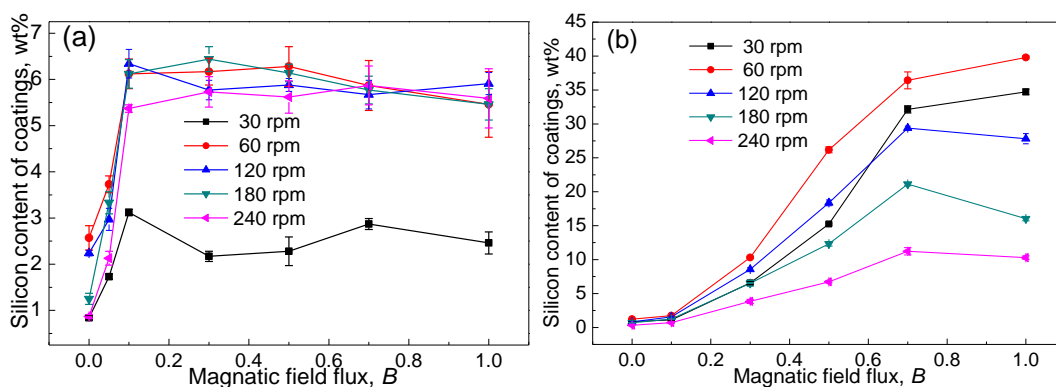 (a)
Silicon content of coatings, wt%
7
6
5
4
3
2
1
30 rpm
60 rpm
120 rpm
180 rpm
240 rpm
0.0 0.2 0.4 0.6 0.8 1.0
Magnatic field flux, B
(b)
Silicon content of coatings, wt%
45
40
35
30
25
20
15
10
5
0
30 rpm
60 rpm
120 rpm
180 rpm
240 rpm
0.0 0.2 0.4 0.6 0.8 1.0
Magnatic field flux, B